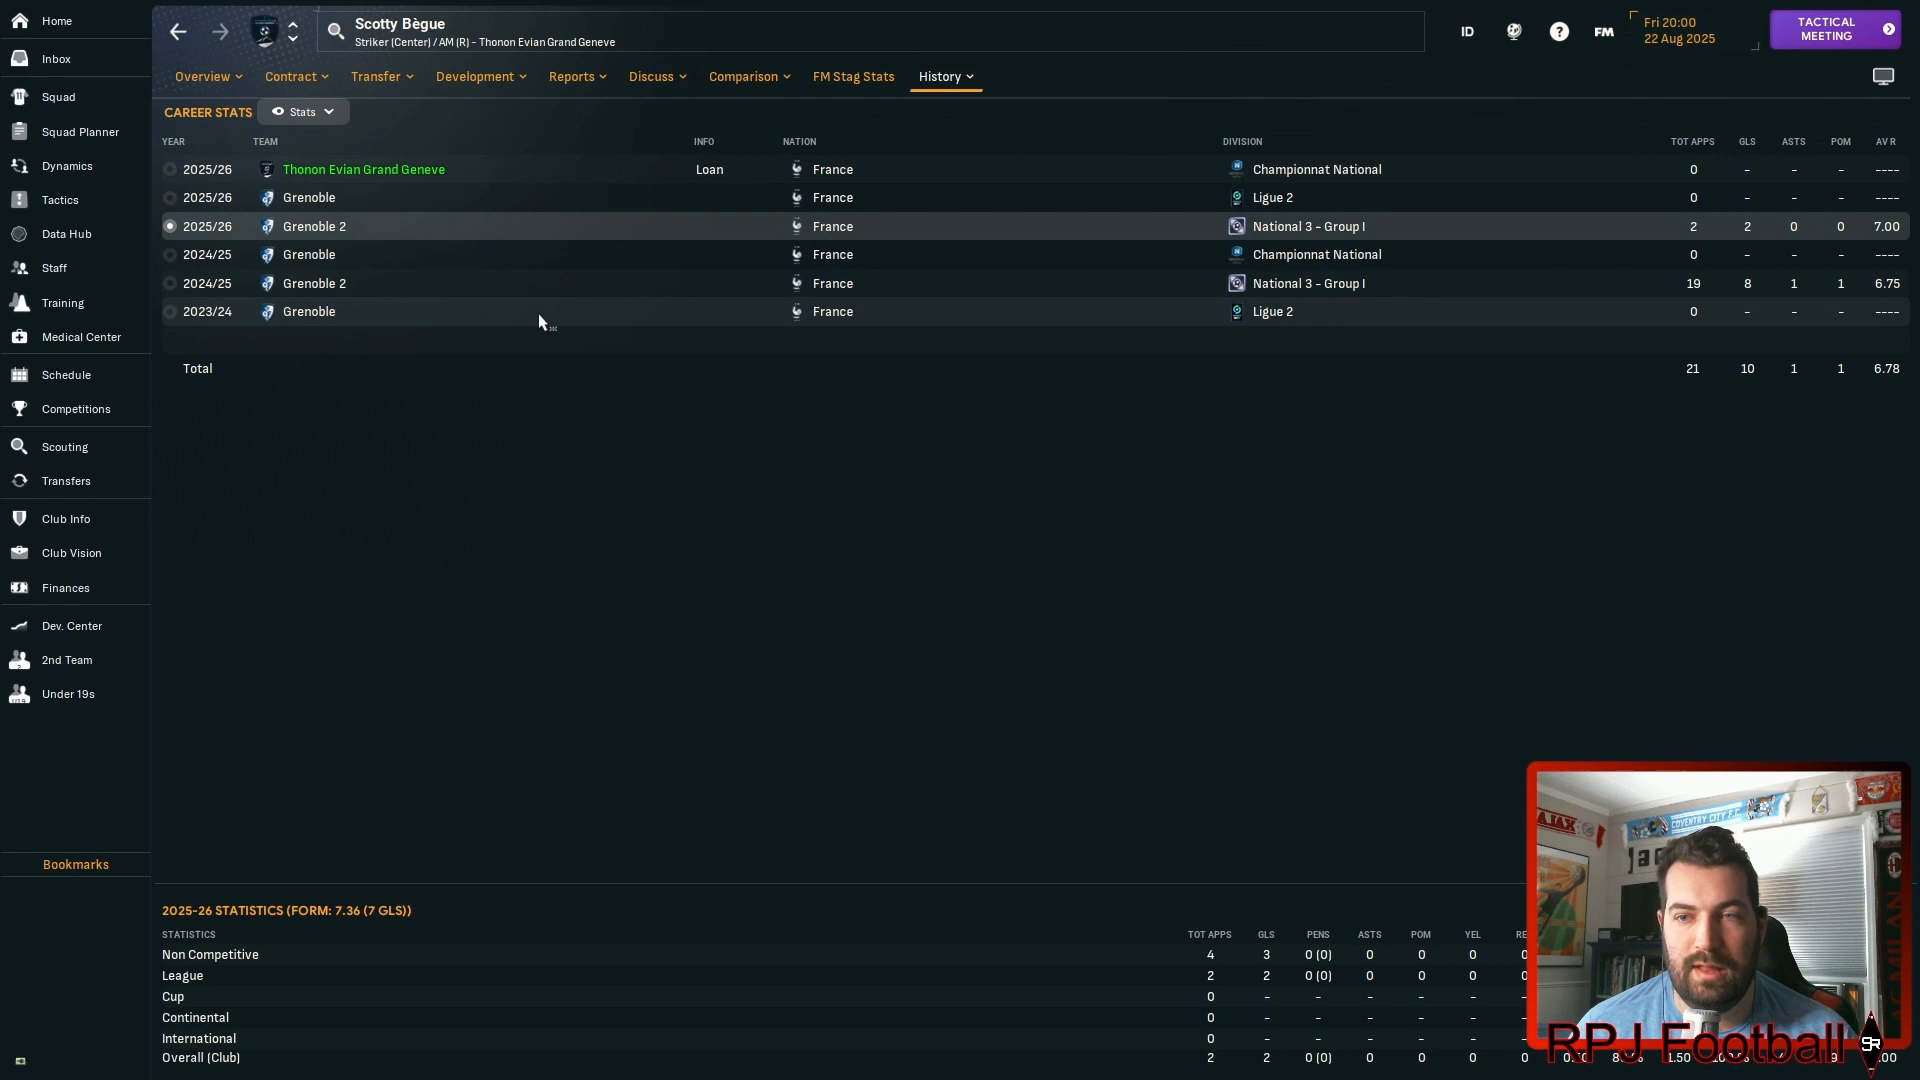 Home
Inbox
Squad
Squad Planner
Dynamics
Tactics
Data Hub
Staff
Training
Medical Center
Schedule
Competitions
Scouting
Transfers
Club Info
Club Vision
Finances
Dev. Center
2nd Team
Under 19s
Bookmarks
Scotty Bègue
Striker (Center) / AM (R) - Thonon Evian Grand Geneve
ID
FM
Fri 20:00
22 Aug 2025
TACTICAL MEETING
Overview Contract Transfer Development Reports Discuss Comparison FM Stag Stats History
CAREER STATS Stats
YEAR TEAM INFO NATION DIVISION TOT APPS GLS ASTS POM AV R
2025/26 Thonon Evian Grand Geneve Loan France Championnat National 0 - - - ----
2025/26 Grenoble France Ligue 2 0 - - - ----
2025/26 Grenoble 2 France National 3 - Group I 2 2 0 0 7.00
2024/25 Grenoble France Championnat National 0 - - - ----
2024/25 Grenoble 2 France National 3 - Group I 19 8 1 1 6.75
2023/24 Grenoble France Ligue 2 0 - - - ----
Total 21 10 1 1 6.78
2025-26 STATISTICS (FORM: 7.36 (7 GLS))
STATISTICS TOT APPS GLS PENS ASTS POM YEL
Non Competitive 4 3 0 (0) 0 0 0 0
League 2 2 0 (0) 0 0 0 0
Cup 0 - - - - - -
Continental 0 - - - - - -
International 0 - - - - - -
Overall (Club) 2 2 0 (0) 0 0 0 0
AJAX
COVENTRY CITY F.C
AC MILAN
RPJ Football